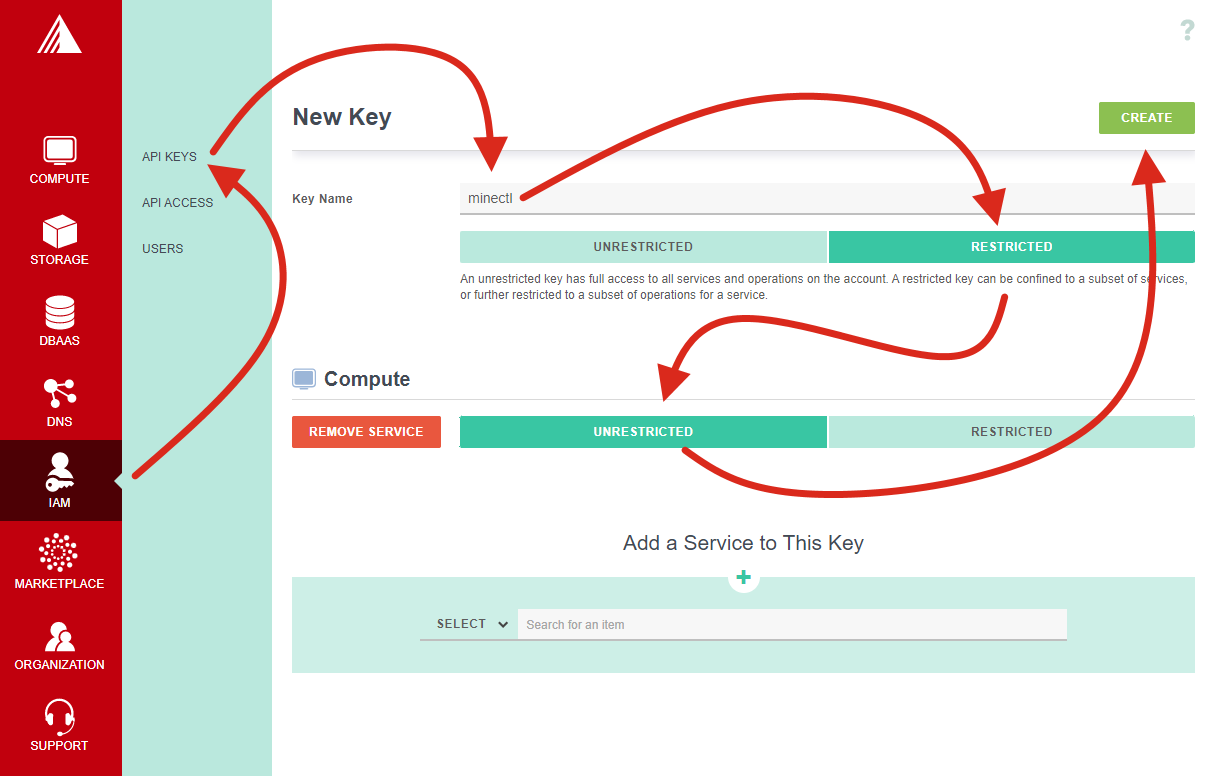 COMPUTE
STORAGE
DBAAS
DNS
IAM
MARKETPLACE
ORGANIZATION
SUPPORT
API KEYS
API ACCESS
USERS
?
New Key
CREATE
Key Name
minectl
UNRESTRICTED
RESTRICTED
An unrestricted key has full access to all services and operations on the account. A restricted key can be confined to a subset of services,
or further restricted to a subset of operations for a service.
Compute
REMOVE SERVICE
UNRESTRICTED
RESTRICTED
Add a Service to This Key
+
SELECT
Search for an item